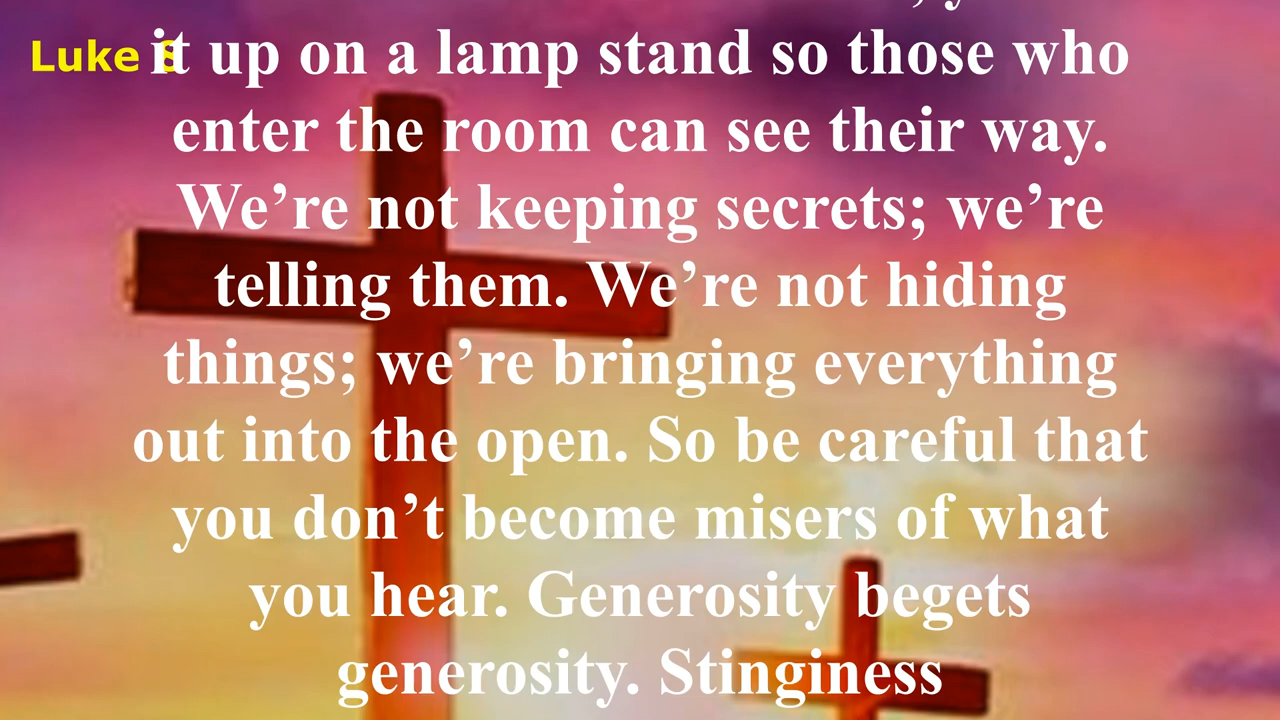 Luke
it up on a lamp stand so those who
enter the room can see their way.
We’re not keeping secrets; we’re
telling them. We’re not hiding
things; we’re bringing everything
out into the open. So be careful that
you don’t become misers of what
you hear. Generosity begets
generosity. Stinginess